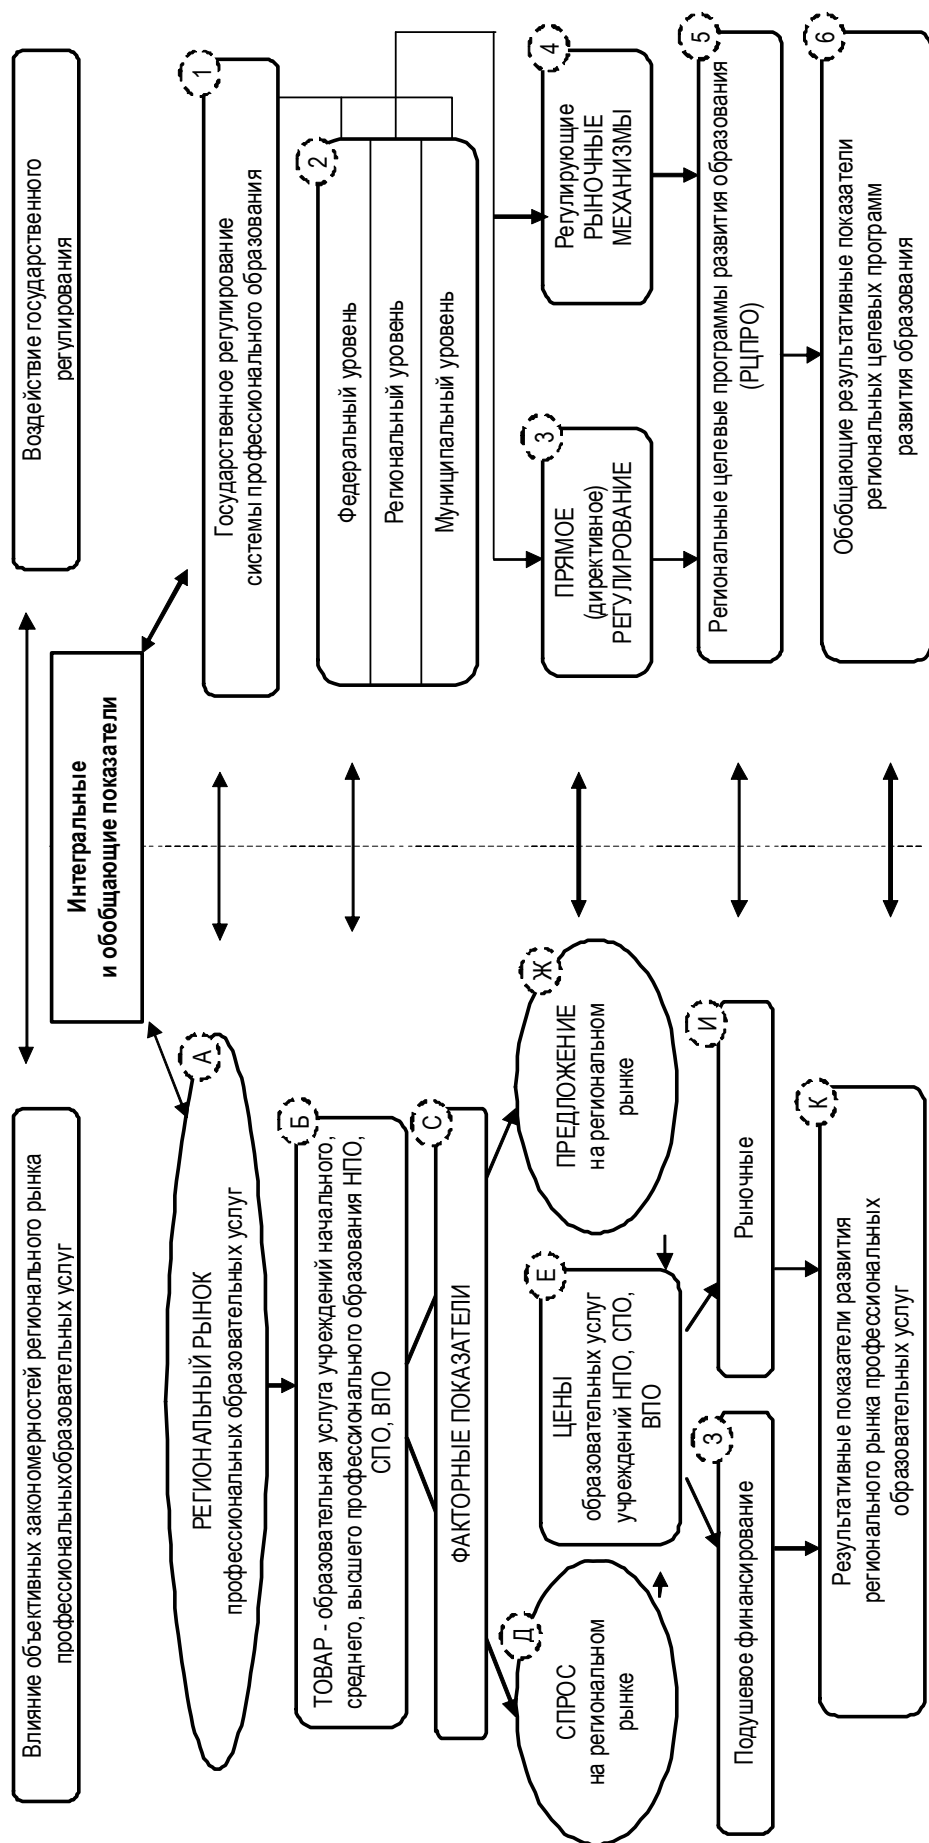 Влияние объективных закономерностей регионального рынка
профессиональныхобразовательных услуг
Воздействие государственного
регулирования
Интегральные
и обобщающие показатели
А
РЕГИОНАЛЬНЫЙ РЫНОК
профессиональных образовательных услуг
1
Государственное регулирование
системы профессионального образования
Б
ТОВАР - образовательная услуга учреждений начального,
среднего, высшего профессионального образования НПО,
СПО, ВПО
2
Федеральный уровень
Региональный уровень
Муниципальный уровень
С
ФАКТОРНЫЕ ПОКАЗАТЕЛИ
Д
СПРОС
на региональном
рынке
Е
ЦЕНЫ
образовательных услуг
учреждений НПО, СПО,
ВПО
Ж
ПРЕДЛОЖЕНИЕ
на региональном
рынке
3
ПРЯМОЕ
(директивное)
РЕГУЛИРОВАНИЕ
4
Регулирующие
РЫНОЧНЫЕ
МЕХАНИЗМЫ
З
Подушевое финансирование
И
Рыночные
5
Региональные целевые программы развития образования
(РЦПРО)
К
Результативные показатели развития
регионального рынка профессиональных
образовательных услуг
6
Обобщающие результативные показатели
региональных целевых программ
развития образования